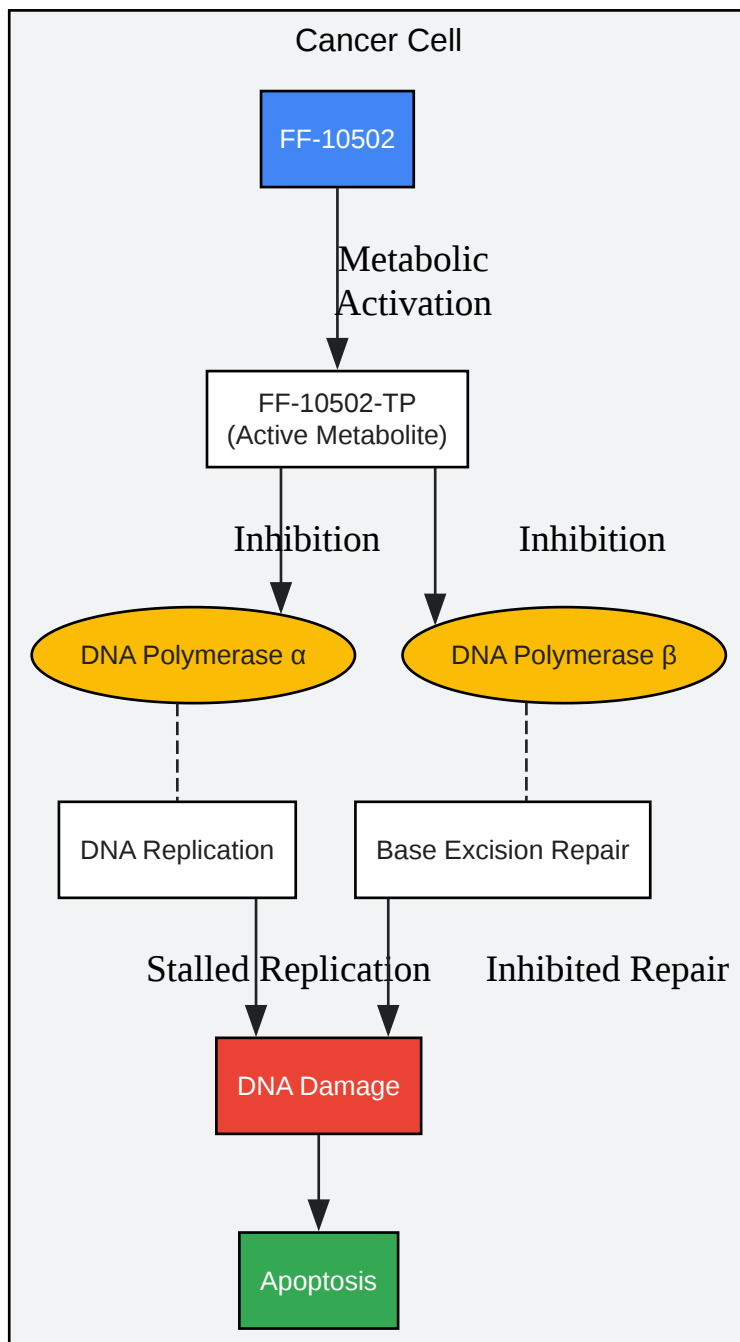 Cancer Cell
FF-10502
Metabolic
Activation
FF-10502-TP
(Active Metabolite)
Inhibition
Inhibition
DNA Polymerase α
DNA Polymerase β
DNA Replication
Base Excision Repair
Stalled Replication
Inhibited Repair
DNA Damage
Apoptosis